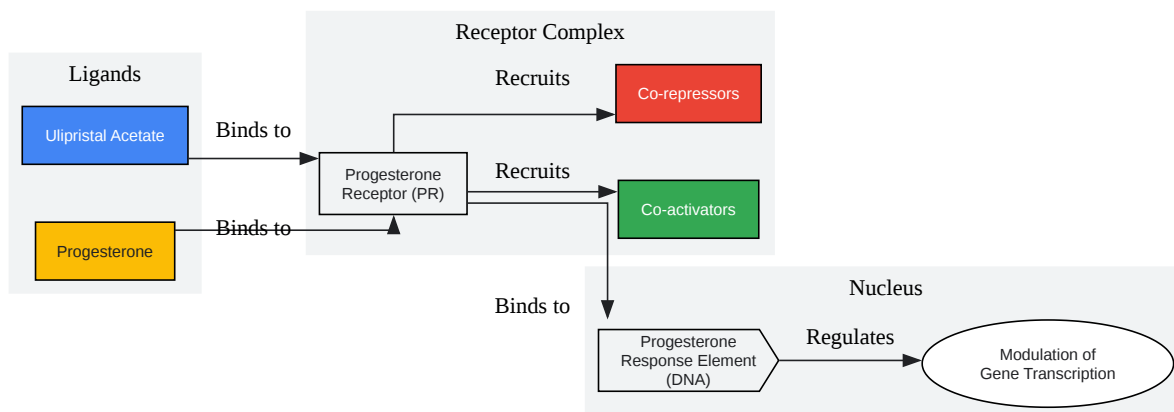 Receptor Complex
Ligands
Recruits
Co-repressors
Ulipristal Acetate
Binds to
Progesterone
Receptor (PR)
Recruits
Co-activators
Progesterone
Binds to
Nucleus
Binds to
Progesterone
Response Element
(DNA)
Regulates
Modulation of
Gene Transcription